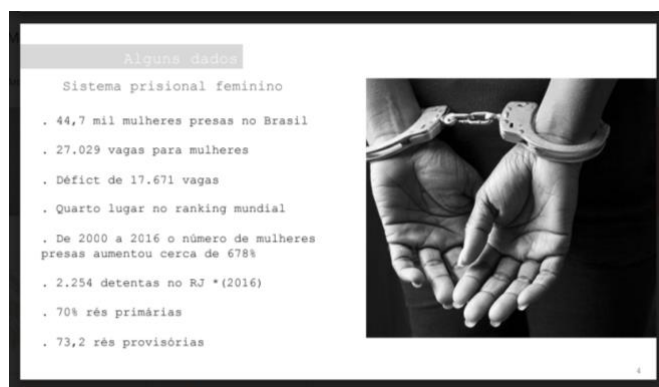 Alguns dados
Sistema prisional feminino
. 44,7 mil mulheres presas no Brasil
. 27.029 vagas para mulheres
. Défict de 17.671 vagas
. Quarto lugar no ranking mundial
. De 2000 a 2016 o número de mulheres
presas aumentou cerca de 678%
. 2.254 detentas no RJ *(2016)
. 70% rés primárias
. 73,2 rés provisórias
4